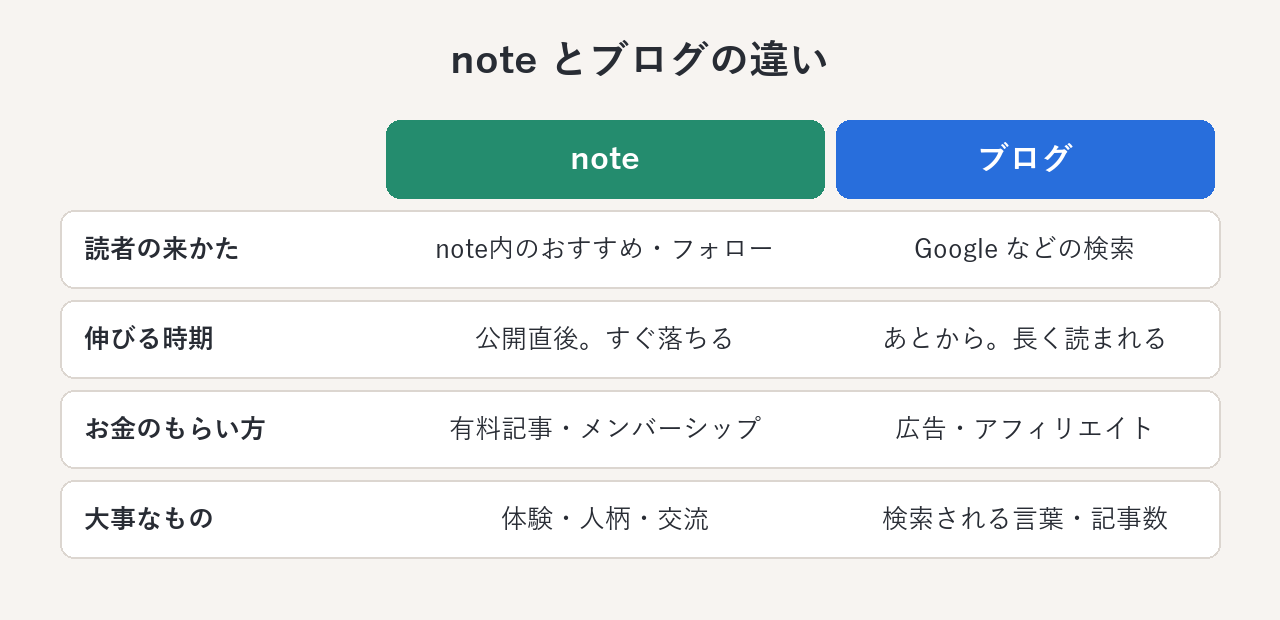 note とブログの違い
note ブログ
読者の来かた note内のおすすめ・フォロー Google などの検索
伸びる時期 公開直後。すぐ落ちる あとから。長く読まれる
お金のもらい方 有料記事・メンバーシップ 広告・アフィリエイト
大事なもの 体験・人柄・交流 検索される言葉・記事数